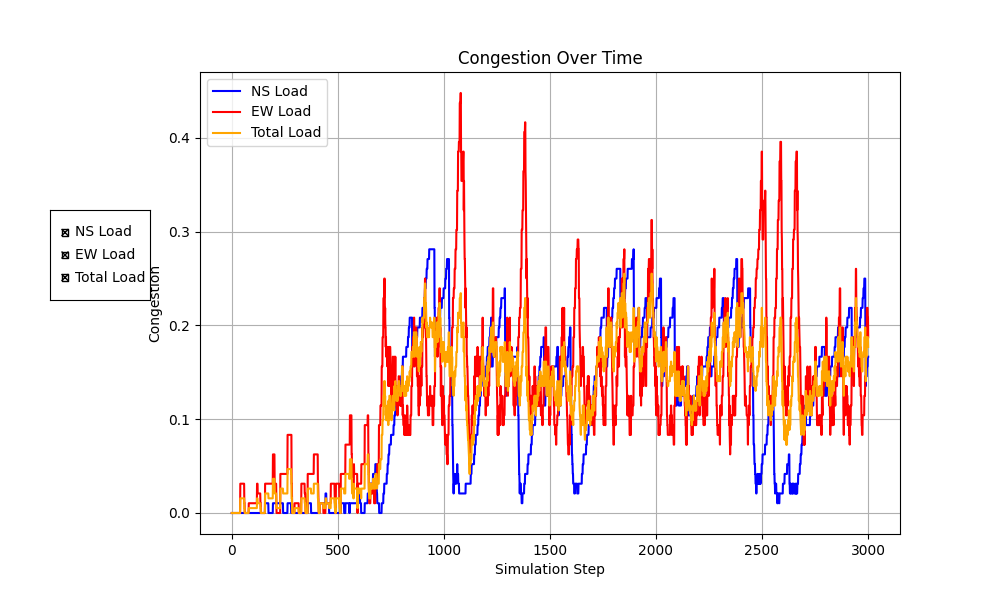 Congestion Over Time
NS Load
EW Load
Total Load
NS Load
EW Load
Total Load
Congestion
0.4
0.3
0.2
0.1
0.0
0
500
1000
1500
2000
2500
3000
Simulation Step